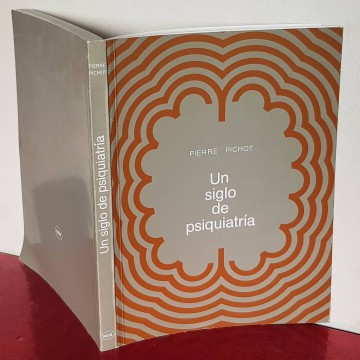 PIERRE PICHOT
Un
siglo
de
psiquiatría
PIERRE
PICHOT
Un siglo de psiquiatría